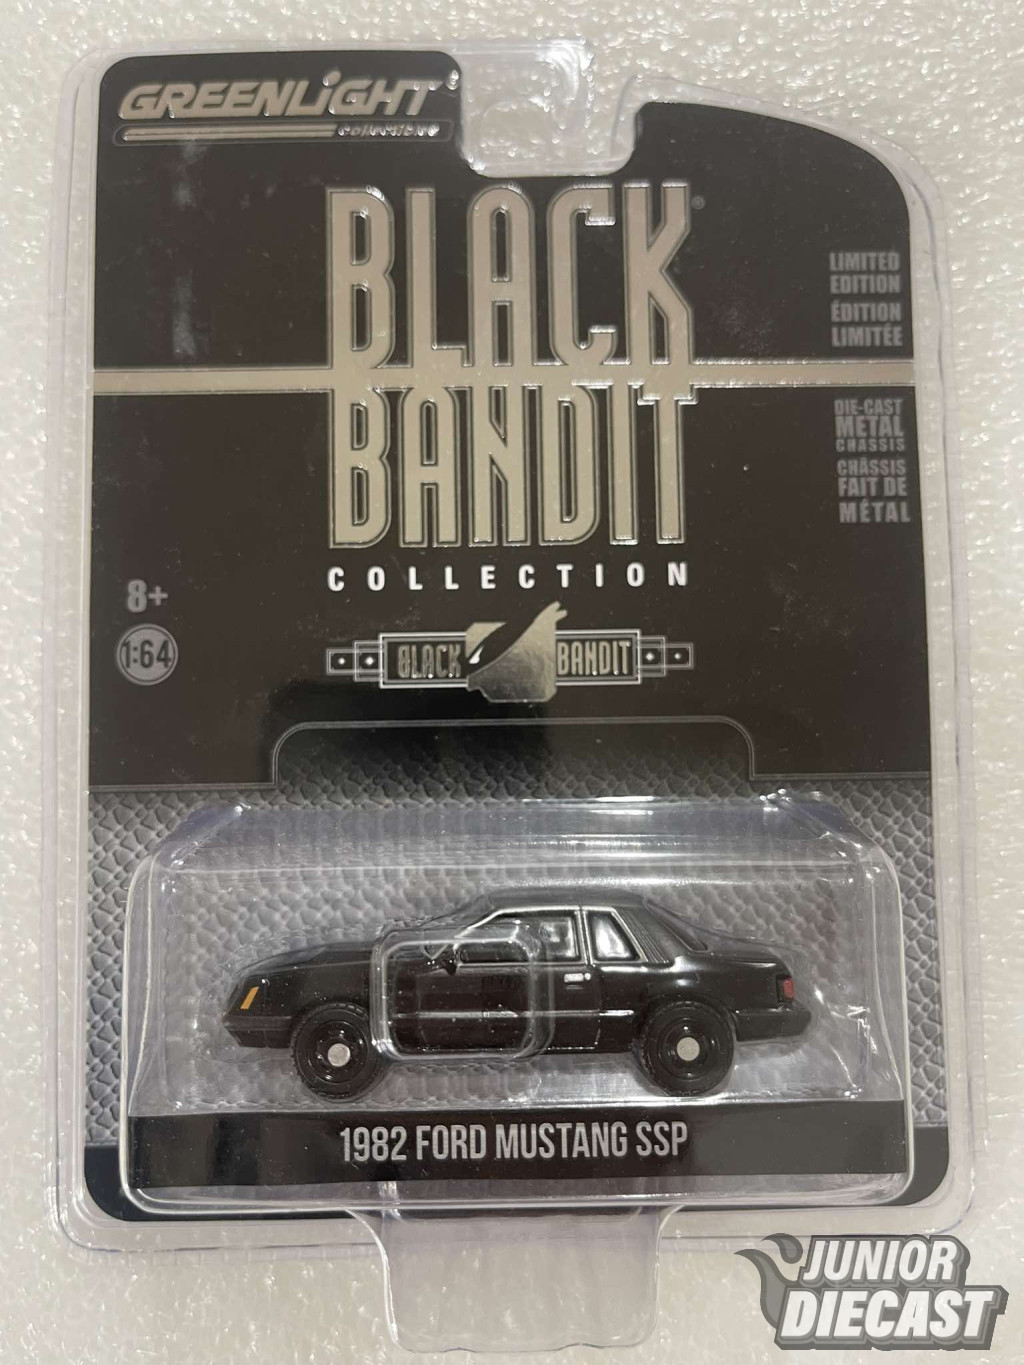 GREENLiGHT
collectibles
BLACK
BANDIT
COLLECTION
LIMITED
EDITION
ÉDITION
LIMITÉE
DIE-CAST
METAL
CHASSIS
CHÂSSIS
FAIT DE
MÉTAL
8+
1:64
BLACK BANDIT
1982 FORD MUSTANG SSP
JUNIOR
DIECAST